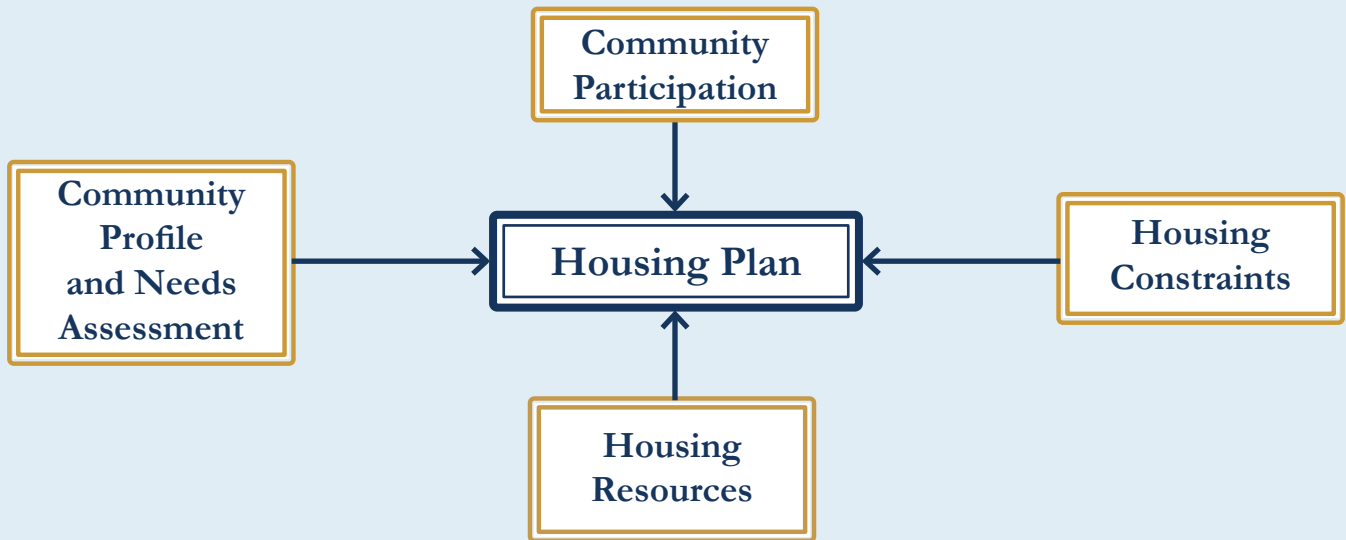 Community
Participation
Community
Profile
and Needs
Assessment
Housing Plan
Housing
Constraints
Housing
Resources